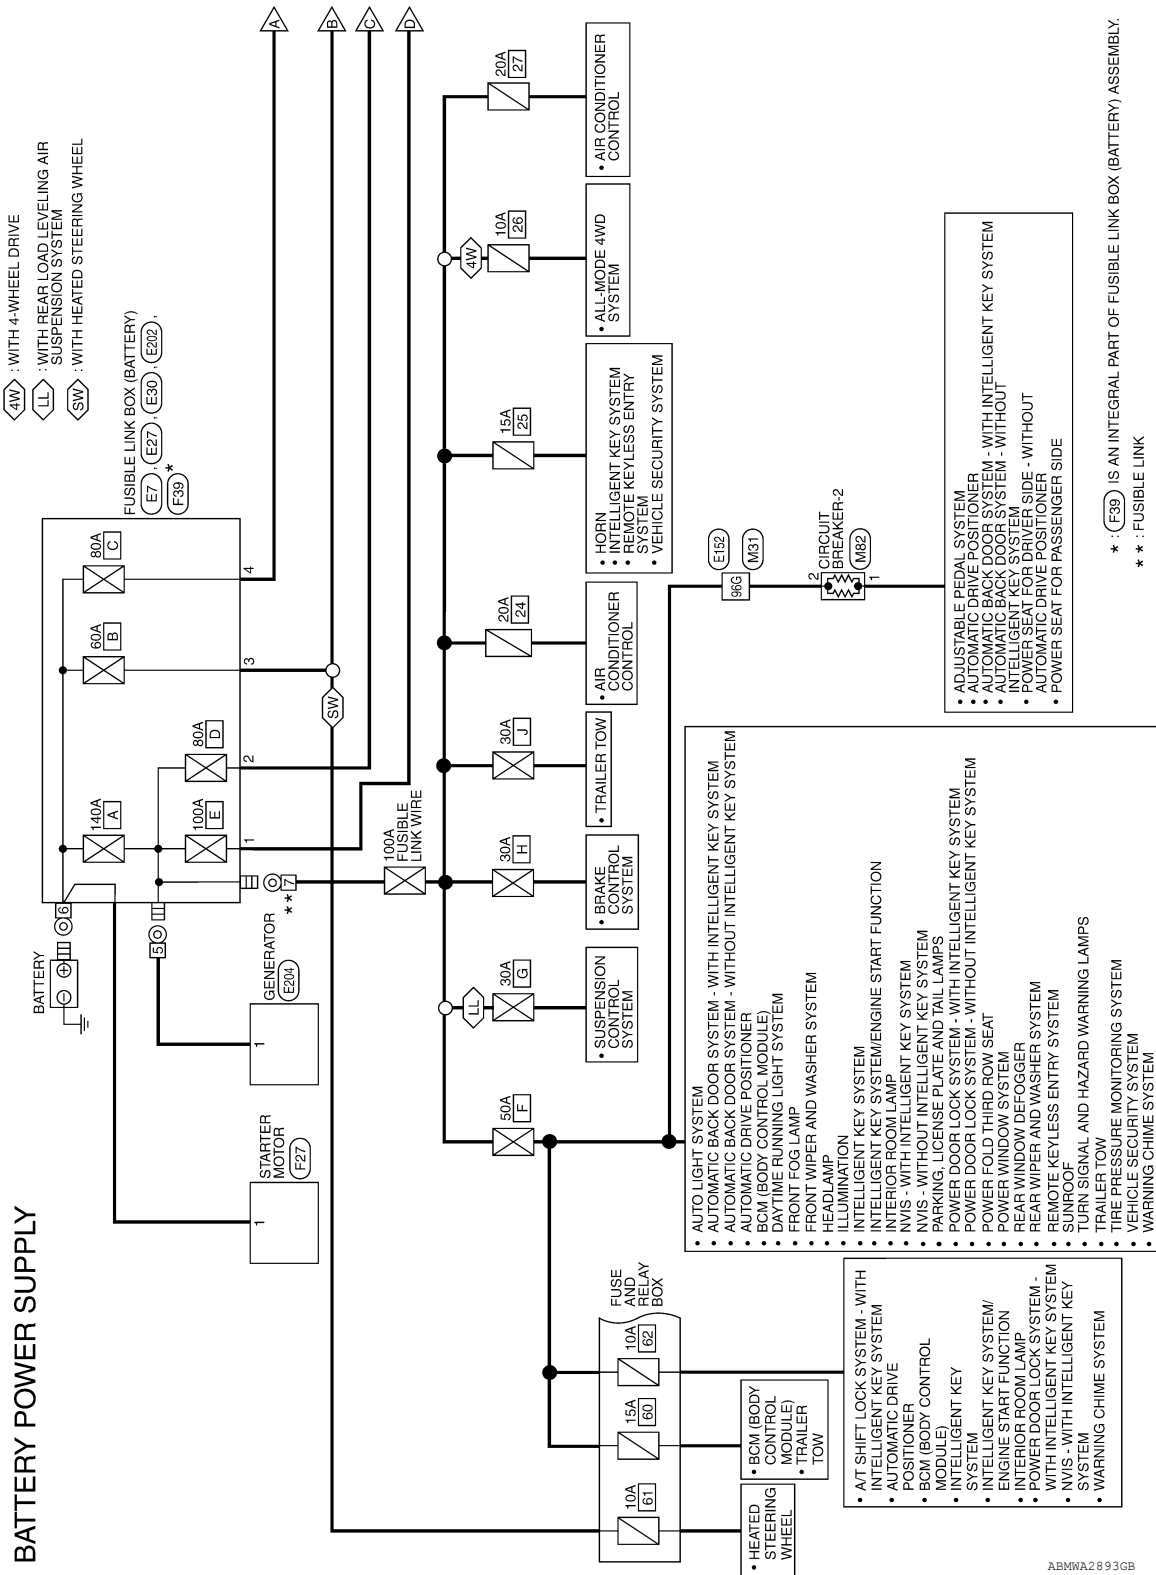 BATTERY POWER SUPPLY
4W : WITH 4-WHEEL DRIVE
LL : WITH REAR LOAD LEVELING AIR
SUSPENSION SYSTEM
SW : WITH HEATED STEERING WHEEL
BATTERY
6
5
STARTER
MOTOR
F27
1
GENERATOR
E204
1
FUSIBLE LINK BOX (BATTERY)
E7 , E27 , E30 , E202 ,
F39 *
140A
A
100A
E
80A
D
60A
B
80A
C
1
2
3
4
7
* *
SW
A
B
C
D
100A
FUSIBLE
LINK WIRE
50A
F
LL
30A
G
30A
H
30A
J
20A
24
15A
25
4W
10A
26
20A
27
• SUSPENSION
CONTROL
SYSTEM
• BRAKE
CONTROL
SYSTEM
• TRAILER TOW
• AIR
CONDITIONER
CONTROL
• HORN
• INTELLIGENT KEY SYSTEM
• REMOTE KEYLESS ENTRY
SYSTEM
• VEHICLE SECURITY SYSTEM
• ALL-MODE 4WD
SYSTEM
• AIR CONDITIONER
CONTROL
FUSE
AND
RELAY
BOX
10A
61
15A
60
10A
62
• HEATED
STEERING
WHEEL
• BCM (BODY
CONTROL
MODULE)
• TRAILER
TOW
• A/T SHIFT LOCK SYSTEM - WITH
INTELLIGENT KEY SYSTEM
• AUTOMATIC DRIVE
POSITIONER
• BCM (BODY CONTROL
MODULE)
• INTELLIGENT KEY
SYSTEM
• INTELLIGENT KEY SYSTEM/
ENGINE START FUNCTION
• INTERIOR ROOM LAMP
• POWER DOOR LOCK SYSTEM -
WITH INTELLIGENT KEY SYSTEM
• NVIS - WITH INTELLIGENT KEY
SYSTEM
• WARNING CHIME SYSTEM
• AUTO LIGHT SYSTEM
• AUTOMATIC BACK DOOR SYSTEM - WITH INTELLIGENT KEY SYSTEM
• AUTOMATIC BACK DOOR SYSTEM - WITHOUT INTELLIGENT KEY SYSTEM
• AUTOMATIC DRIVE POSITIONER
• BCM (BODY CONTROL MODULE)
• DAYTIME RUNNING LIGHT SYSTEM
• FRONT FOG LAMP
• FRONT WIPER AND WASHER SYSTEM
• HEADLAMP
• ILLUMINATION
• INTELLIGENT KEY SYSTEM
• INTELLIGENT KEY SYSTEM/ENGINE START FUNCTION
• INTERIOR ROOM LAMP
• NVIS - WITH INTELLIGENT KEY SYSTEM
• NVIS - WITHOUT INTELLIGENT KEY SYSTEM
• PARKING, LICENSE PLATE AND TAIL LAMPS
• POWER DOOR LOCK SYSTEM - WITH INTELLIGENT KEY SYSTEM
• POWER DOOR LOCK SYSTEM - WITHOUT INTELLIGENT KEY SYSTEM
• POWER FOLD THIRD ROW SEAT
• POWER WINDOW SYSTEM
• REAR WINDOW DEFOGGER
• REAR WIPER AND WASHER SYSTEM
• REMOTE KEYLESS ENTRY SYSTEM
• SUNROOF
• TURN SIGNAL AND HAZARD WARNING LAMPS
• TRAILER TOW
• TIRE PRESSURE MONITORING SYSTEM
• VEHICLE SECURITY SYSTEM
• WARNING CHIME SYSTEM
96G
E152
M31
2
CIRCUIT
BREAKER-2
M82
1
• ADJUSTABLE PEDAL SYSTEM
• AUTOMATIC DRIVE POSITIONER
• AUTOMATIC BACK DOOR SYSTEM - WITH INTELLIGENT KEY SYSTEM
• AUTOMATIC BACK DOOR SYSTEM - WITHOUT
INTELLIGENT KEY SYSTEM
• POWER SEAT FOR DRIVER SIDE - WITHOUT
AUTOMATIC DRIVE POSITIONER
• POWER SEAT FOR PASSENGER SIDE
* : F39 IS AN INTEGRAL PART OF FUSIBLE LINK BOX (BATTERY) ASSEMBLY.
* * : FUSIBLE LINK
ABMWA2893GB